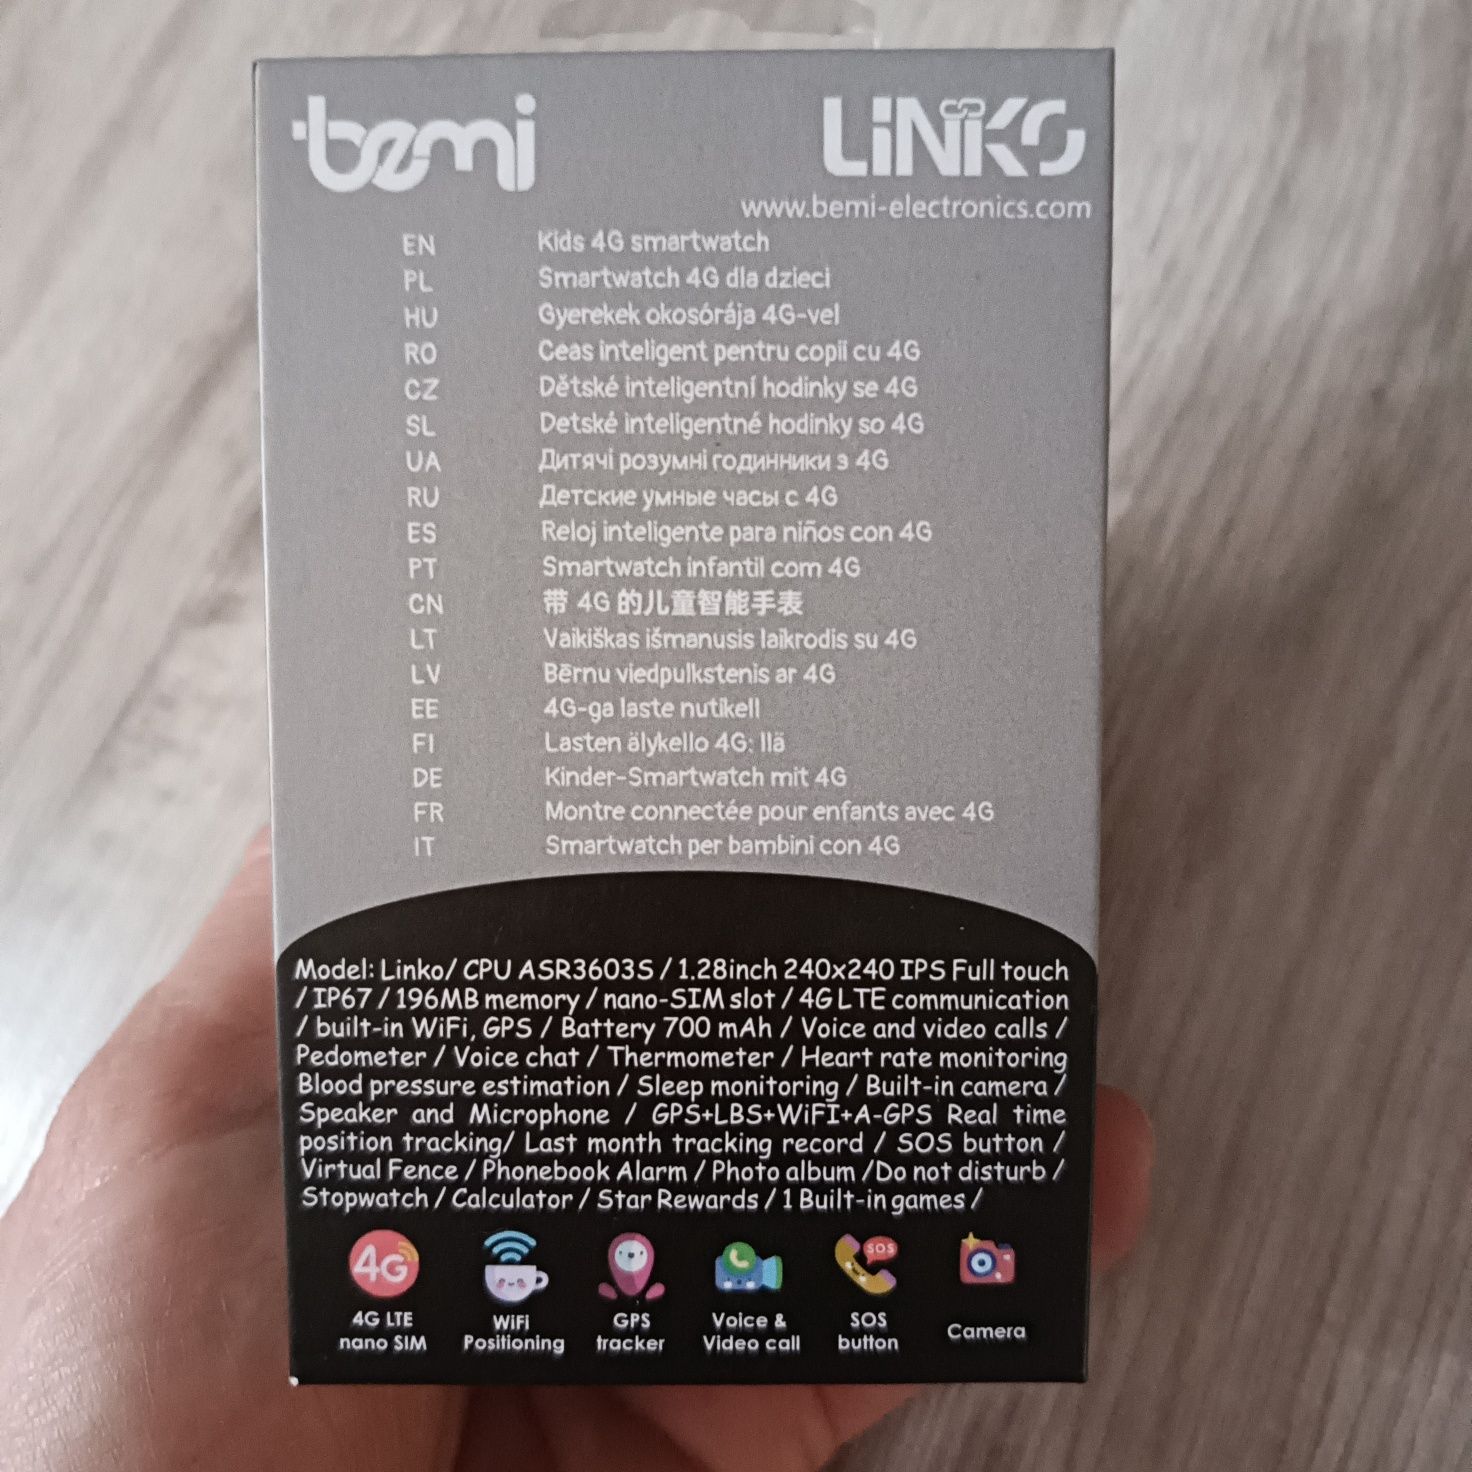 bemi LiNKO
www.bemi-electronics.com
EN Kids 4G smartwatch
PL Smartwatch 4G dla dzieci
HU Gyerekek okosórája 4G-vel
RO Ceas inteligent pentru copii cu 4G
CZ Dětské inteligentní hodinky se 4G
SL Detské inteligentné hodinky so 4G
UA Дитячі розумні годинники з 4G
RU Детские умные часы с 4G
ES Reloj inteligente para niños con 4G
PT Smartwatch infantil com 4G
CN 带 4G 的儿童智能手表
LT Vaikiškas išmanusis laikrodis su 4G
LV Bērnu viedpulkstenis ar 4G
EE 4G-ga laste nutikell
FI Lasten älykello 4G: llä
DE Kinder-Smartwatch mit 4G
FR Montre connectée pour enfants avec 4G
IT Smartwatch per bambini con 4G
Model: Linko/ CPU ASR3603S / 1.28inch 240x240 IPS Full touch
/ IP67 / 196MB memory / nano-SIM slot / 4G LTE communication
/ built-in WiFi, GPS / Battery 700 mAh / Voice and video calls /
Pedometer / Voice chat / Thermometer / Heart rate monitoring
Blood pressure estimation / Sleep monitoring / Built-in camera /
Speaker and Microphone / GPS+LBS+WiFI+A-GPS Real time
position tracking/ Last month tracking record / SOS button /
Virtual Fence / Phonebook Alarm / Photo album /Do not disturb /
Stopwatch / Calculator / Star Rewards / 1 Built-in games /
4G SOS
4G LTE
nano SIM
WiFi
Positioning
GPS
tracker
Voice &
Video call
SOS
button
Camera